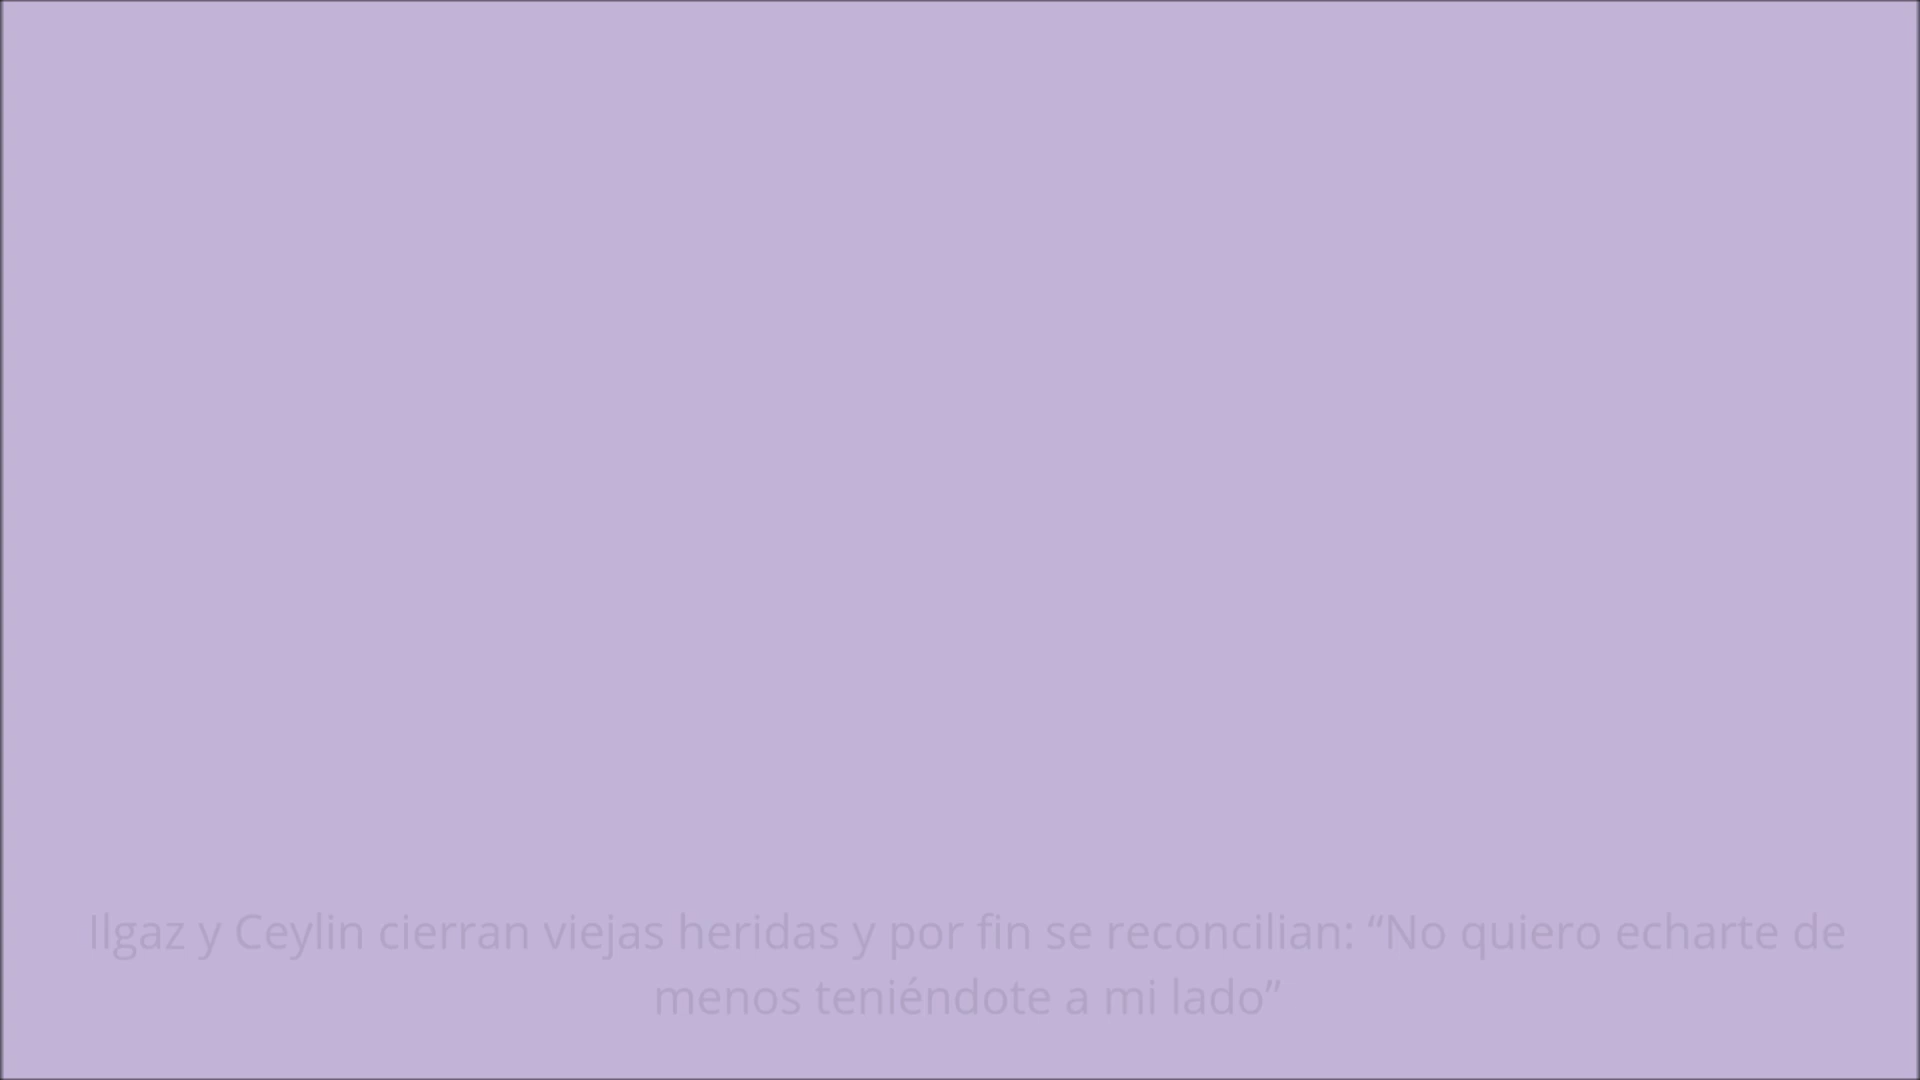 Ilgaz y Ceylin cierran viejas heridas y por fin se reconcilian: “No quiero echarte de
menos teniéndote a mi lado”